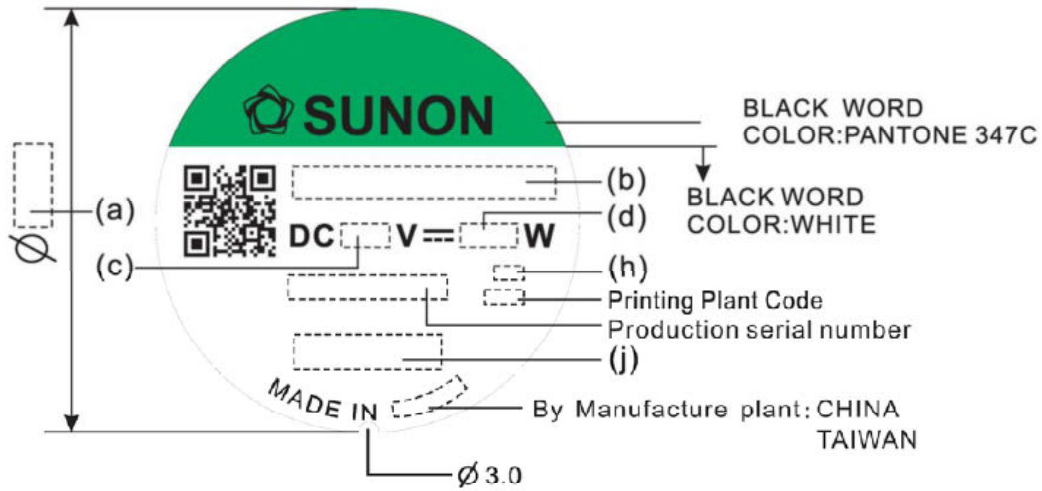 SUNON
BLACK WORD
COLOR:PANTONE 347C
(a)
(b)
BLACK WORD
COLOR:WHITE
DC V W
(d)
(c)
(h)
Printing Plant Code
Production serial number
(j)
MADE IN
By Manufacture plant: CHINA
TAIWAN
Ø
Ø 3.0